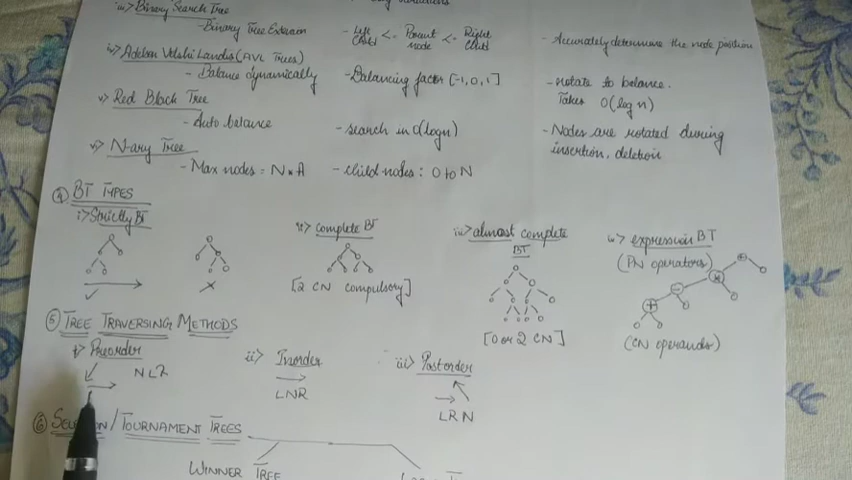 iii> Binary Search Tree
- Binary Tree Extension
- Left Child <- Parent node <- Right Child
- Accurately determine the node position
iv> Adelson Velski Landis (AVL Trees)
- Balance dynamically
- Balancing factor [-1, 0, 1]
- rotate to balance.
Takes O(log n)
v> Red Black Tree
- Auto balance
- search in O(log n)
- Nodes are rotated during
insertion, deletion
vi> N-ary Tree
- Max nodes = N*A
- child nodes : 0 to N
④ BT TYPES
i> Strictly BT
ii> complete BT
[2 CN compulsory]
iii> almost complete
BT
[0 or 2 CN]
iv> expression BT
(PN operators)
+
-
(CN operands)
⑤ TREE TRAVERSING METHODS
i> Preorder
NLR
ii> Inorder
LNR
iii> Postorder
LRN
⑥ / TOURNAMENT TREES
WINNER TREE